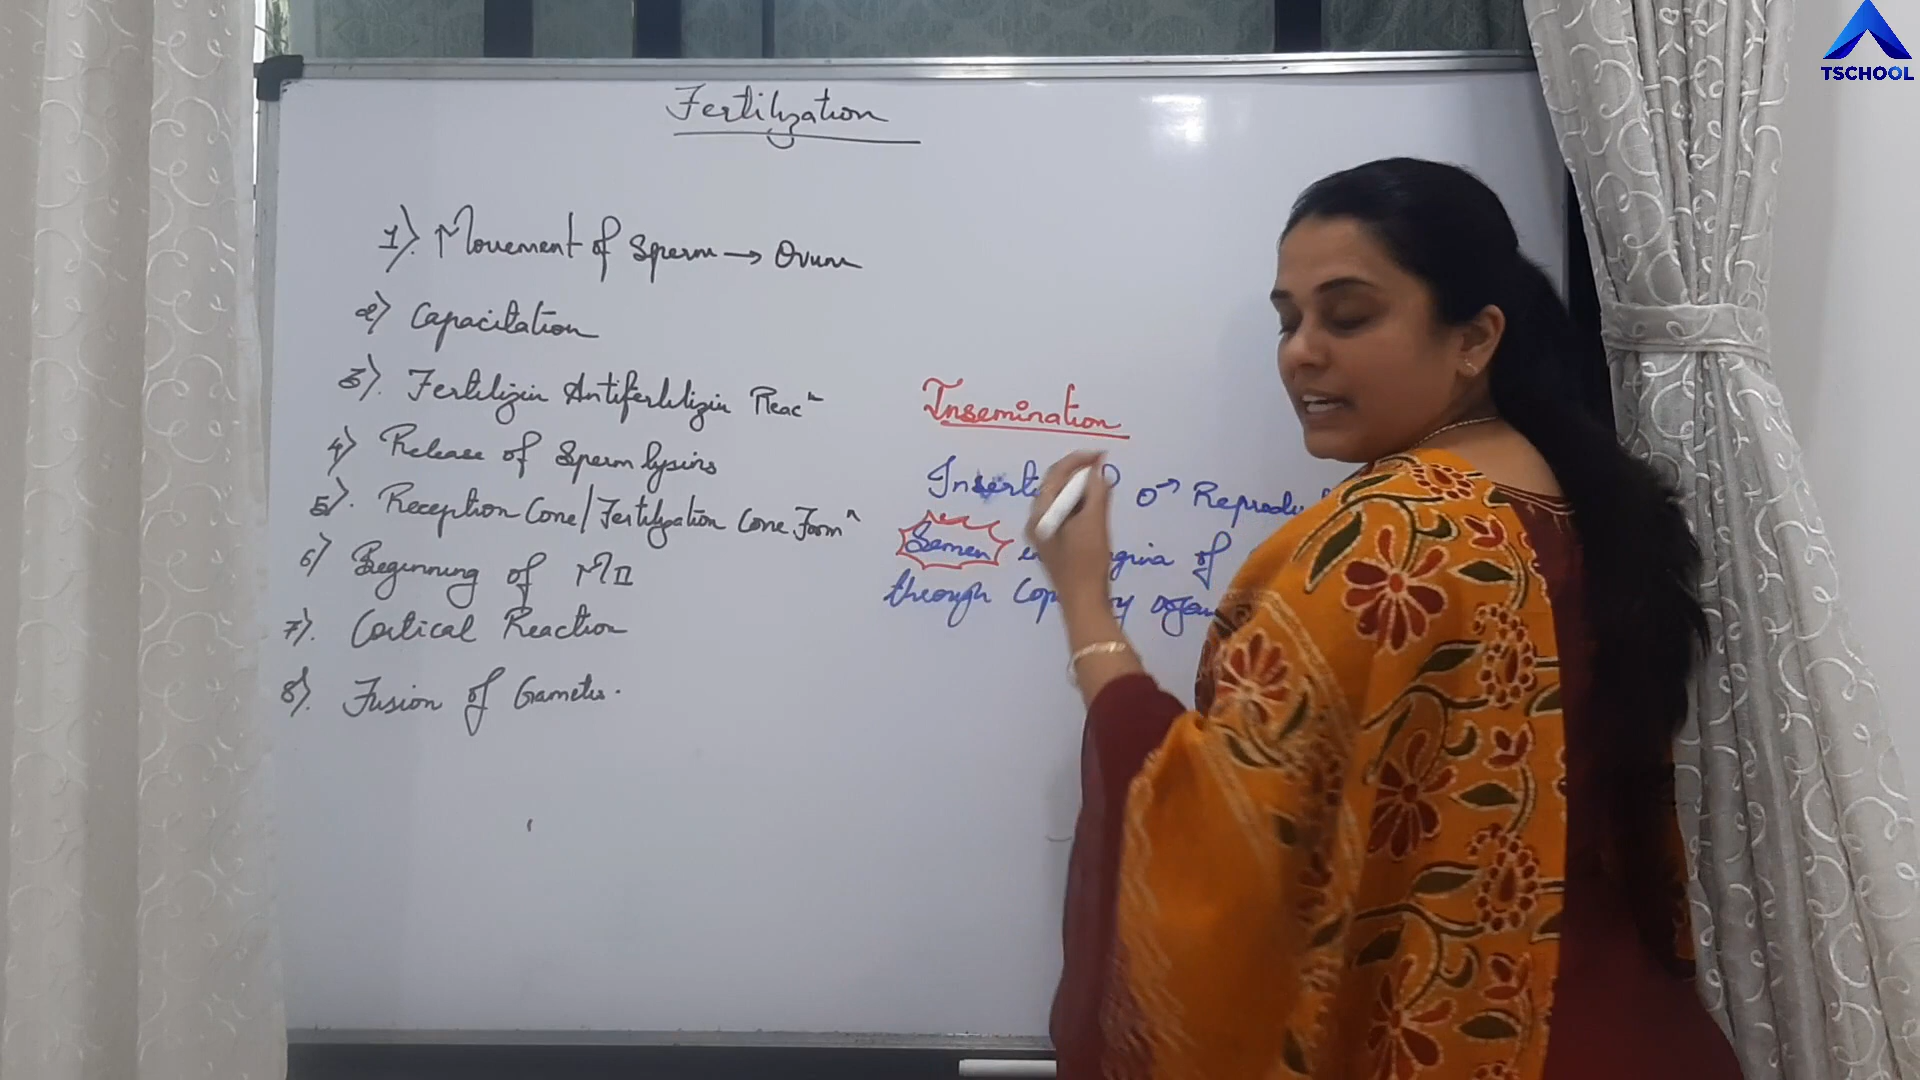 TSCHOOL
Fertilization
1). Movement of Sperm → Ovum
2) Capacitation
3). Fertilizin Antifertilizin Reacⁿ
4) Release of Sperm lysins
5). Reception Cone/Fertilization Cone Formⁿ
6) Beginning of MII
7). Cortical Reaction
8). Fusion of Gametes.
Insemination
♂ Reprodu
Semen of
through